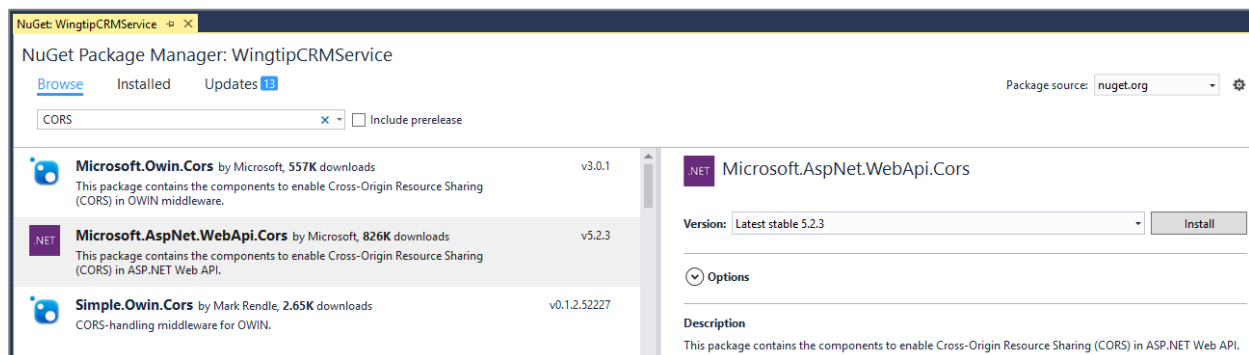 NuGet: WingtipCRMService
NuGet Package Manager: WingtipCRMService
Browse Installed Updates 13
Package source: nuget.org
CORS
Include prerelease
Microsoft.Owin.Cors by Microsoft, 557K downloads v3.0.1
This package contains the components to enable Cross-Origin Resource Sharing
(CORS) in OWIN middleware.
.NET
Microsoft.AspNet.WebApi.Cors by Microsoft, 826K downloads v5.2.3
This package contains the components to enable Cross-Origin Resource Sharing
(CORS) in ASP.NET Web API.
Simple.Owin.Cors by Mark Rendle, 2.65K downloads v0.1.2.52227
CORS-handling middleware for OWIN.
.NET
Microsoft.AspNet.WebApi.Cors
Version: Latest stable 5.2.3 Install
Options
Description
This package contains the components to enable Cross-Origin Resource Sharing (CORS) in ASP.NET Web API.